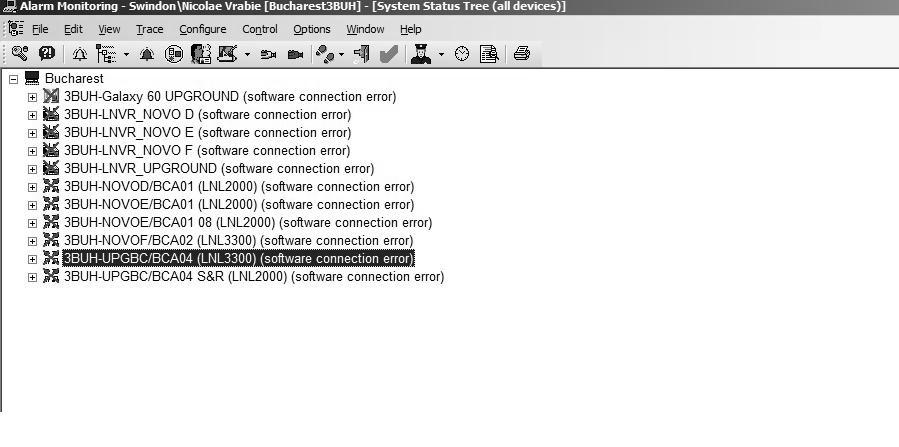 Alarm Monitoring - Swindon\Nicolae Vrabie [Bucharest3BUH] - [System Status Tree (all devices)]
File Edit View Trace Configure Control Options Window Help
Bucharest
3BUH-Galaxy 60 UPGROUND (software connection error)
3BUH-LNVR_NOVO D (software connection error)
3BUH-LNVR_NOVO E (software connection error)
3BUH-LNVR_NOVO F (software connection error)
3BUH-LNVR_UPGROUND (software connection error)
3BUH-NOVOD/BCA01 (LNL2000) (software connection error)
3BUH-NOVOE/BCA01 (LNL2000) (software connection error)
3BUH-NOVOE/BCA01 08 (LNL2000) (software connection error)
3BUH-NOVOF/BCA02 (LNL3300) (software connection error)
3BUH-UPGBC/BCA04 (LNL3300) (software connection error)
3BUH-UPGBC/BCA04 S&R (LNL2000) (software connection error)